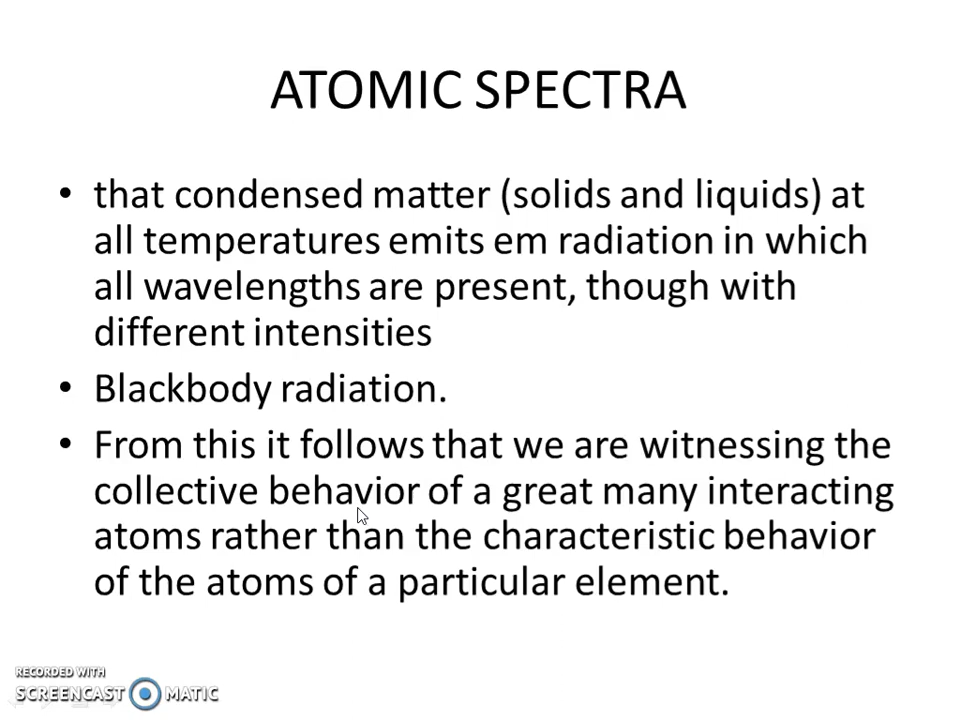 ATOMIC SPECTRA
• that condensed matter (solids and liquids) at
all temperatures emits em radiation in which
all wavelengths are present, though with
different intensities
• Blackbody radiation.
• From this it follows that we are witnessing the
collective behavior of a great many interacting
atoms rather than the characteristic behavior
of the atoms of a particular element.
RECORDED WITH
SCREENCAST MATIC